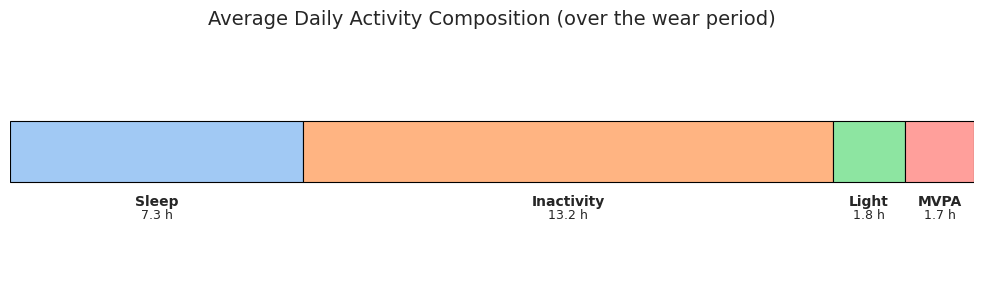 Average Daily Activity Composition (over the wear period)
Sleep
7.3 h
Inactivity
13.2 h
Light
1.8 h
MVPA
1.7 h